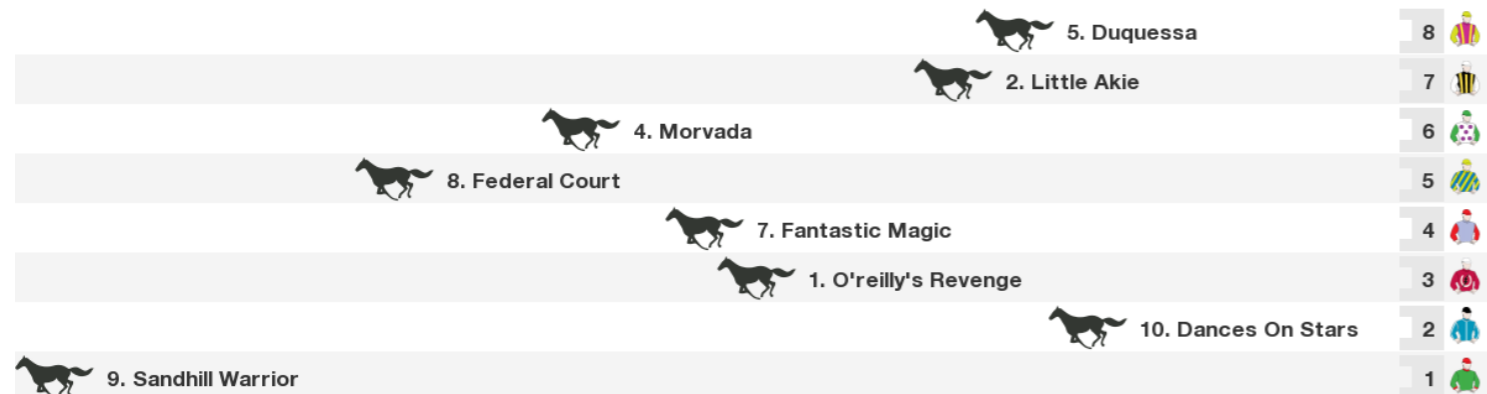 5. Duquessa 8
2. Little Akie 7
4. Morvada 6
8. Federal Court 5
7. Fantastic Magic 4
1. O'reilly's Revenge 3
10. Dances On Stars 2
9. Sandhill Warrior 1